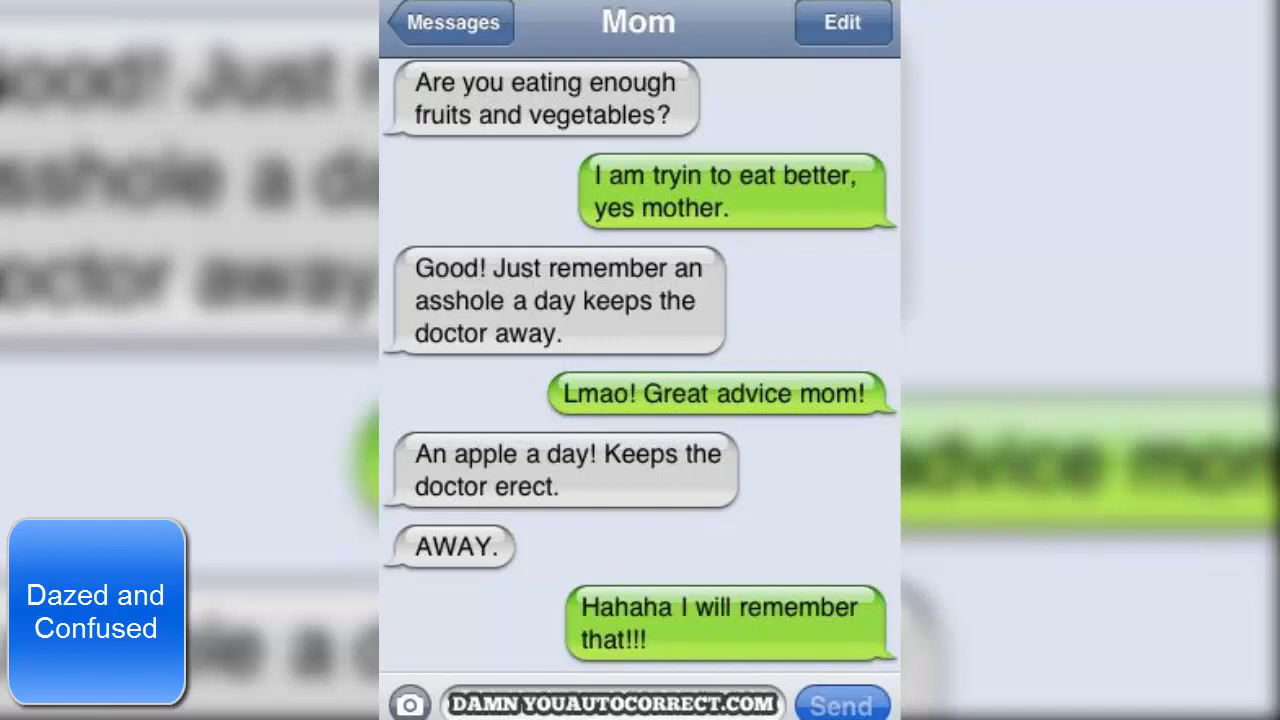 Messages
Mom
Edit
Are you eating enough
fruits and vegetables?
I am tryin to eat better,
yes mother.
Good! Just remember an
asshole a day keeps the
doctor away.
Lmao! Great advice mom!
An apple a day! Keeps the
doctor erect.
AWAY.
Hahaha I will remember
that!!!
DAMNYOUAUTOCORRECT.COM
Send
Dazed and
Confused